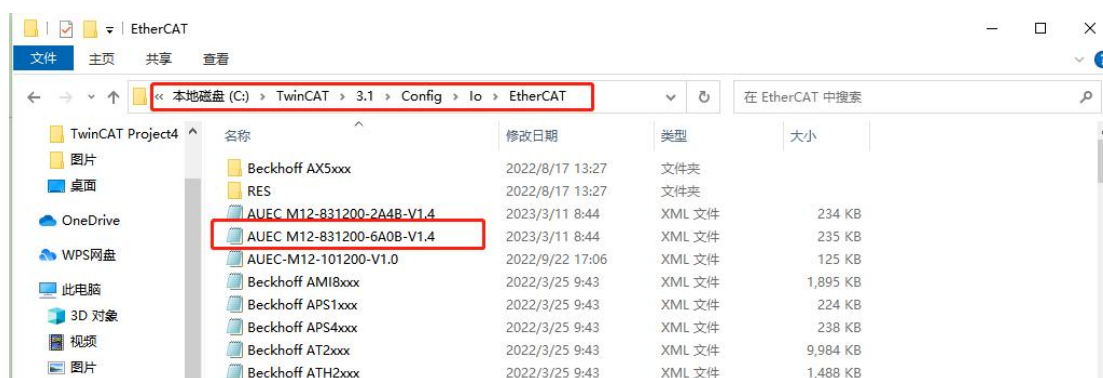 EtherCAT
文件 主页 共享 查看
« 本地磁盘 (C:) › TwinCAT › 3.1 › Config › Io › EtherCAT 在 EtherCAT 中搜索
TwinCAT Project4 名称 修改日期 类型 大小
图片 Beckhoff AX5xxx 2022/8/17 13:27 文件夹
桌面 RES 2022/8/17 13:27 文件夹
OneDrive AUEC M12-831200-2A4B-V1.4 2023/3/11 8:44 XML 文件 234 KB
AUEC M12-831200-6A0B-V1.4 2023/3/11 8:44 XML 文件 235 KB
WPS网盘 AUEC-M12-101200-V1.0 2022/9/22 17:06 XML 文件 125 KB
此电脑 Beckhoff AMI8xxx 2022/3/25 9:43 XML 文件 1,895 KB
3D 对象 Beckhoff APS1xxx 2022/3/25 9:43 XML 文件 224 KB
视频 Beckhoff APS4xxx 2022/3/25 9:43 XML 文件 238 KB
Beckhoff AT2xxx 2022/3/25 9:43 XML 文件 9,984 KB
图片 Beckhoff ATH2xxx 2022/3/25 9:43 XML 文件 1,488 KB